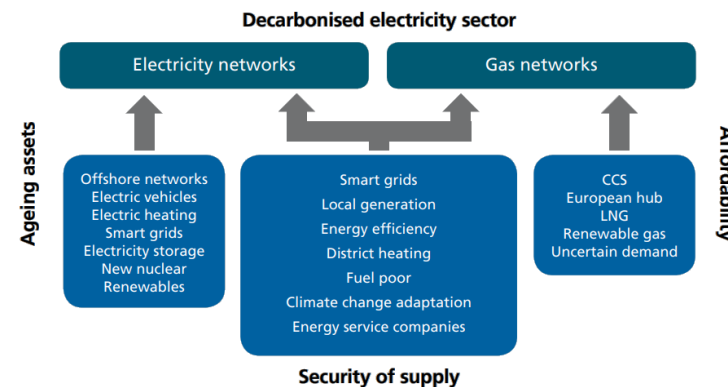 Decarbonised electricity sector
Electricity networks
Gas networks
Ageing assets
Offshore networks
Electric vehicles
Electric heating
Smart grids
Electricity storage
New nuclear
Renewables
Smart grids
Local generation
Energy efficiency
District heating
Fuel poor
Climate change adaptation
Energy service companies
CCS
European hub
LNG
Renewable gas
Uncertain demand
Affordability
Security of supply